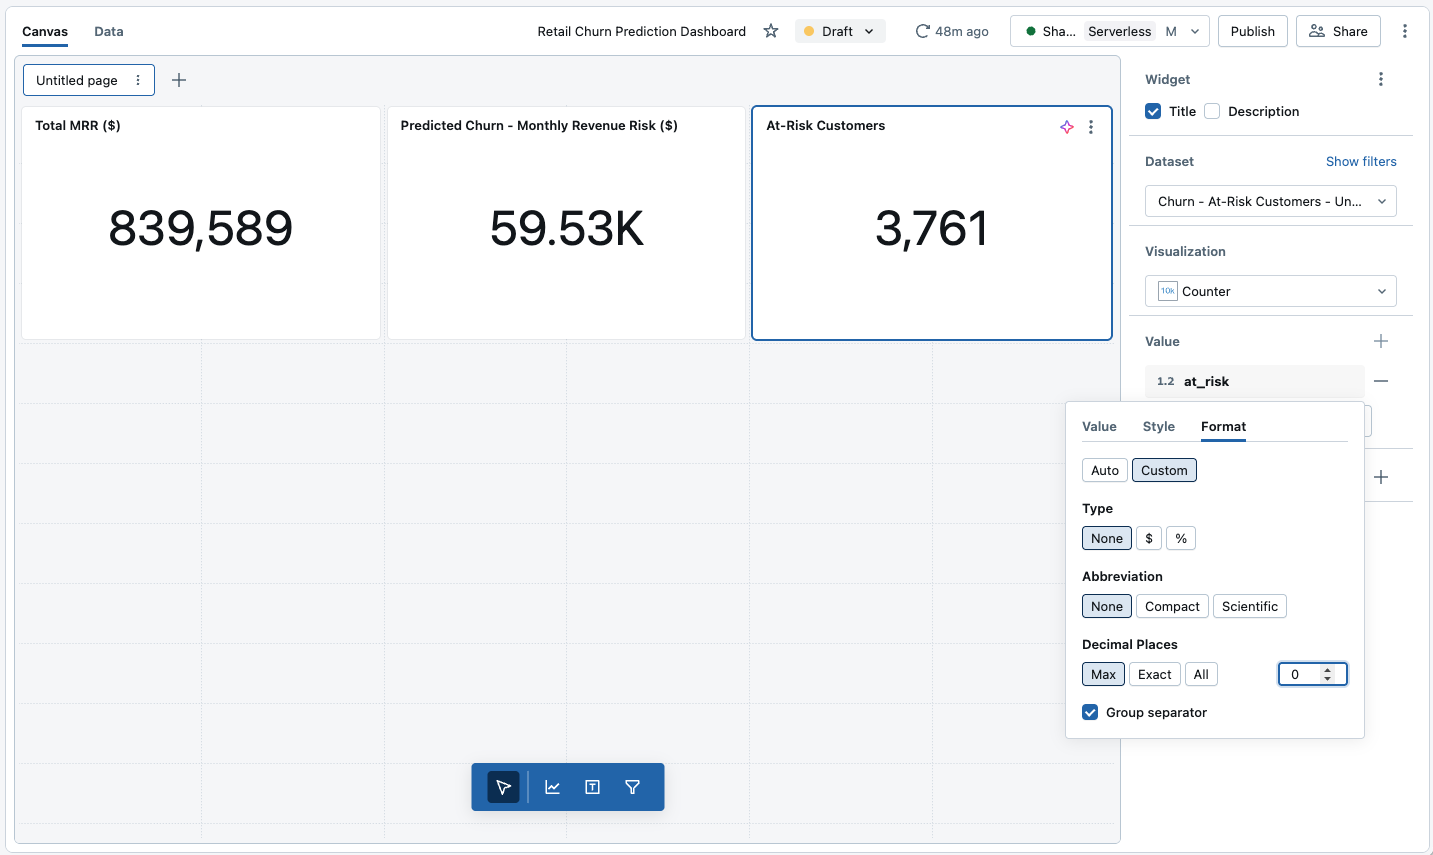 Canvas
Data
Retail Churn Prediction Dashboard
Draft
48m ago
Sha... Serverless M
Publish
Share
Untitled page
Total MRR ($)
839,589
Predicted Churn - Monthly Revenue Risk ($)
59.53K
At-Risk Customers
3,761
Widget
Title
Description
Dataset
Show filters
Churn - At-Risk Customers - Un...
Visualization
10k Counter
Value
1.2 at_risk
Value Style Format
Auto Custom
Type
None $ %
Abbreviation
None Compact Scientific
Decimal Places
Max Exact All 0
Group separator
T